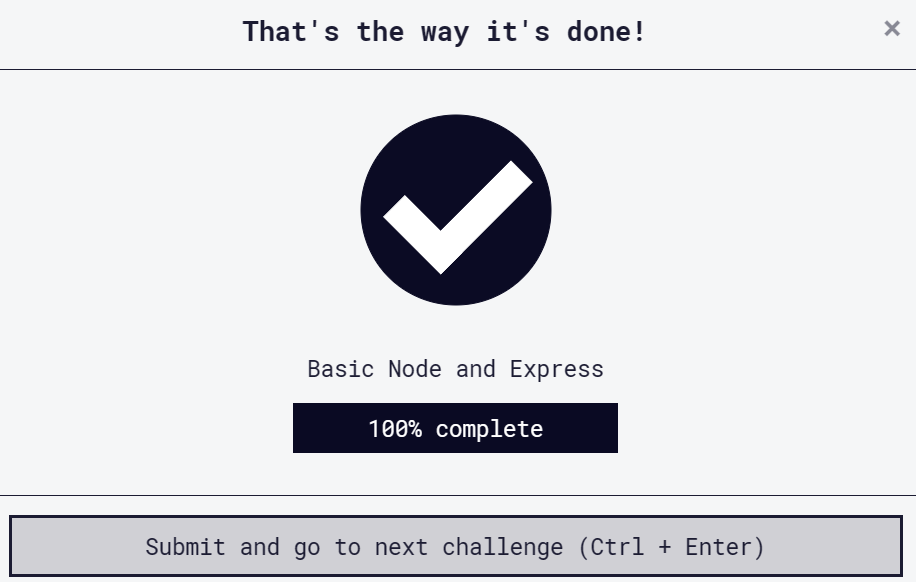 That's the way it's done!
×
Basic Node and Express
100% complete
Submit and go to next challenge (Ctrl + Enter)